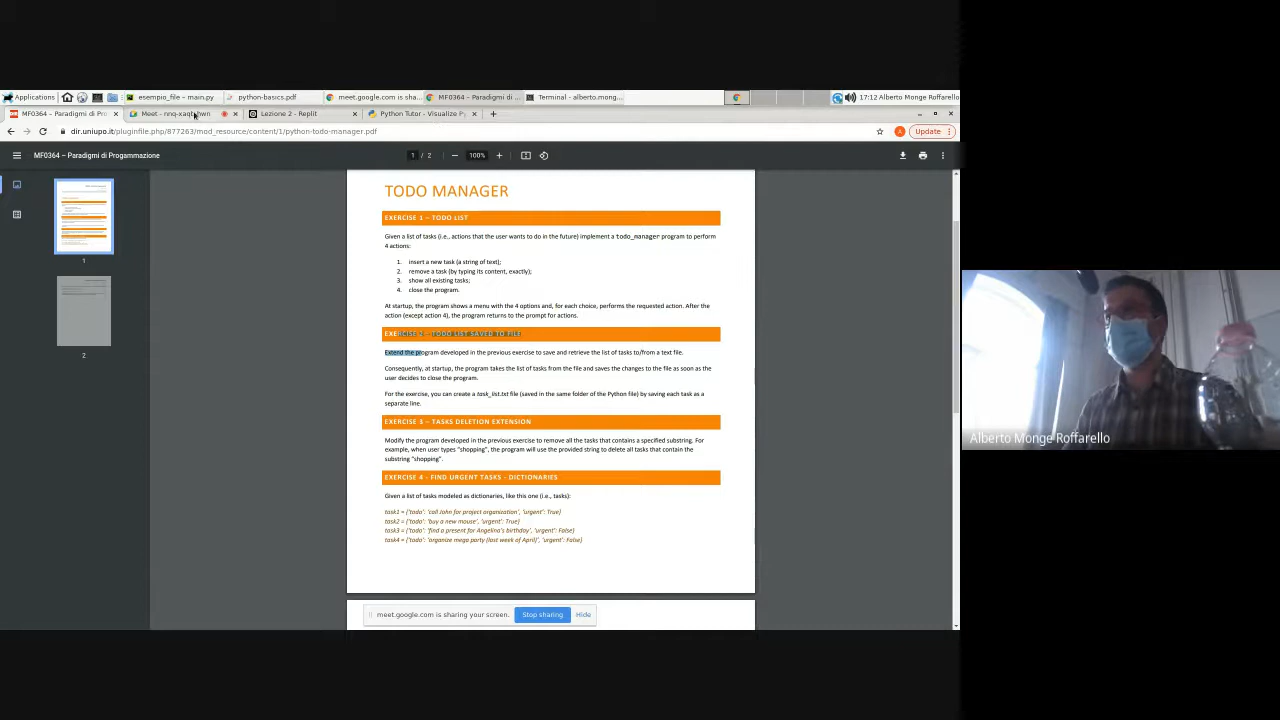 Applications
esempio_file – main.py
python-basics.pdf
meet.google.com is sha...
MF0364 – Paradigmi di ...
Terminal - alberto.mong...
17:12 Alberto Monge Roffarello
MF0364 – Paradigmi di Pro
Lezione 2 - Replit
Python Tutor - Visualize P
dir.uniupo.it/pluginfile.php/877263/mod_resource/content/1/python-todo-manager.pdf
A
Update
MF0364 – Paradigmi di Progammazione
1 / 2
100%
TODO MANAGER
EXERCISE 1 – TODO LIST
Given a list of tasks (i.e., actions that the user wants to do in the future) implement a todo_manager program to perform
4 actions:
1. insert a new task (a string of text);
2. remove a task (by typing its content, exactly);
3. show all existing tasks;
4. close the program.
At startup, the program shows a menu with the 4 options and, for each choice, performs the requested action. After the
action (except action 4), the program returns to the prompt for actions.
EXERCISE 2 - TODO LIST SAVED TO FILE
Extend the program developed in the previous exercise to save and retrieve the list of tasks to/from a text file.
Consequently, at startup, the program takes the list of tasks from the file and saves the changes to the file as soon as the
user decides to close the program.
For the exercise, you can create a task_list.txt file (saved in the same folder of the Python file) by saving each task as a
separate line.
EXERCISE 3 – TASKS DELETION EXTENSION
Modify the program developed in the previous exercise to remove all the tasks that contains a specified substring. For
example, when user types "shopping", the program will use the provided string to delete all tasks that contain the
substring "shopping".
EXERCISE 4 - FIND URGENT TASKS - DICTIONARIES
Given a list of tasks modeled as dictionaries, like this one (i.e., tasks):
task1 = {'todo': 'call John for project organization', 'urgent': True}
task2 = {'todo': 'buy a new mouse', 'urgent': True}
task3 = {'todo': 'find a present for Angelina's birthday', 'urgent': False}
task4 = {'todo': 'organize mega party (last week of April)', 'urgent': False}
1
2
meet.google.com is sharing your screen.
Stop sharing
Hide
Alberto Monge Roffarello